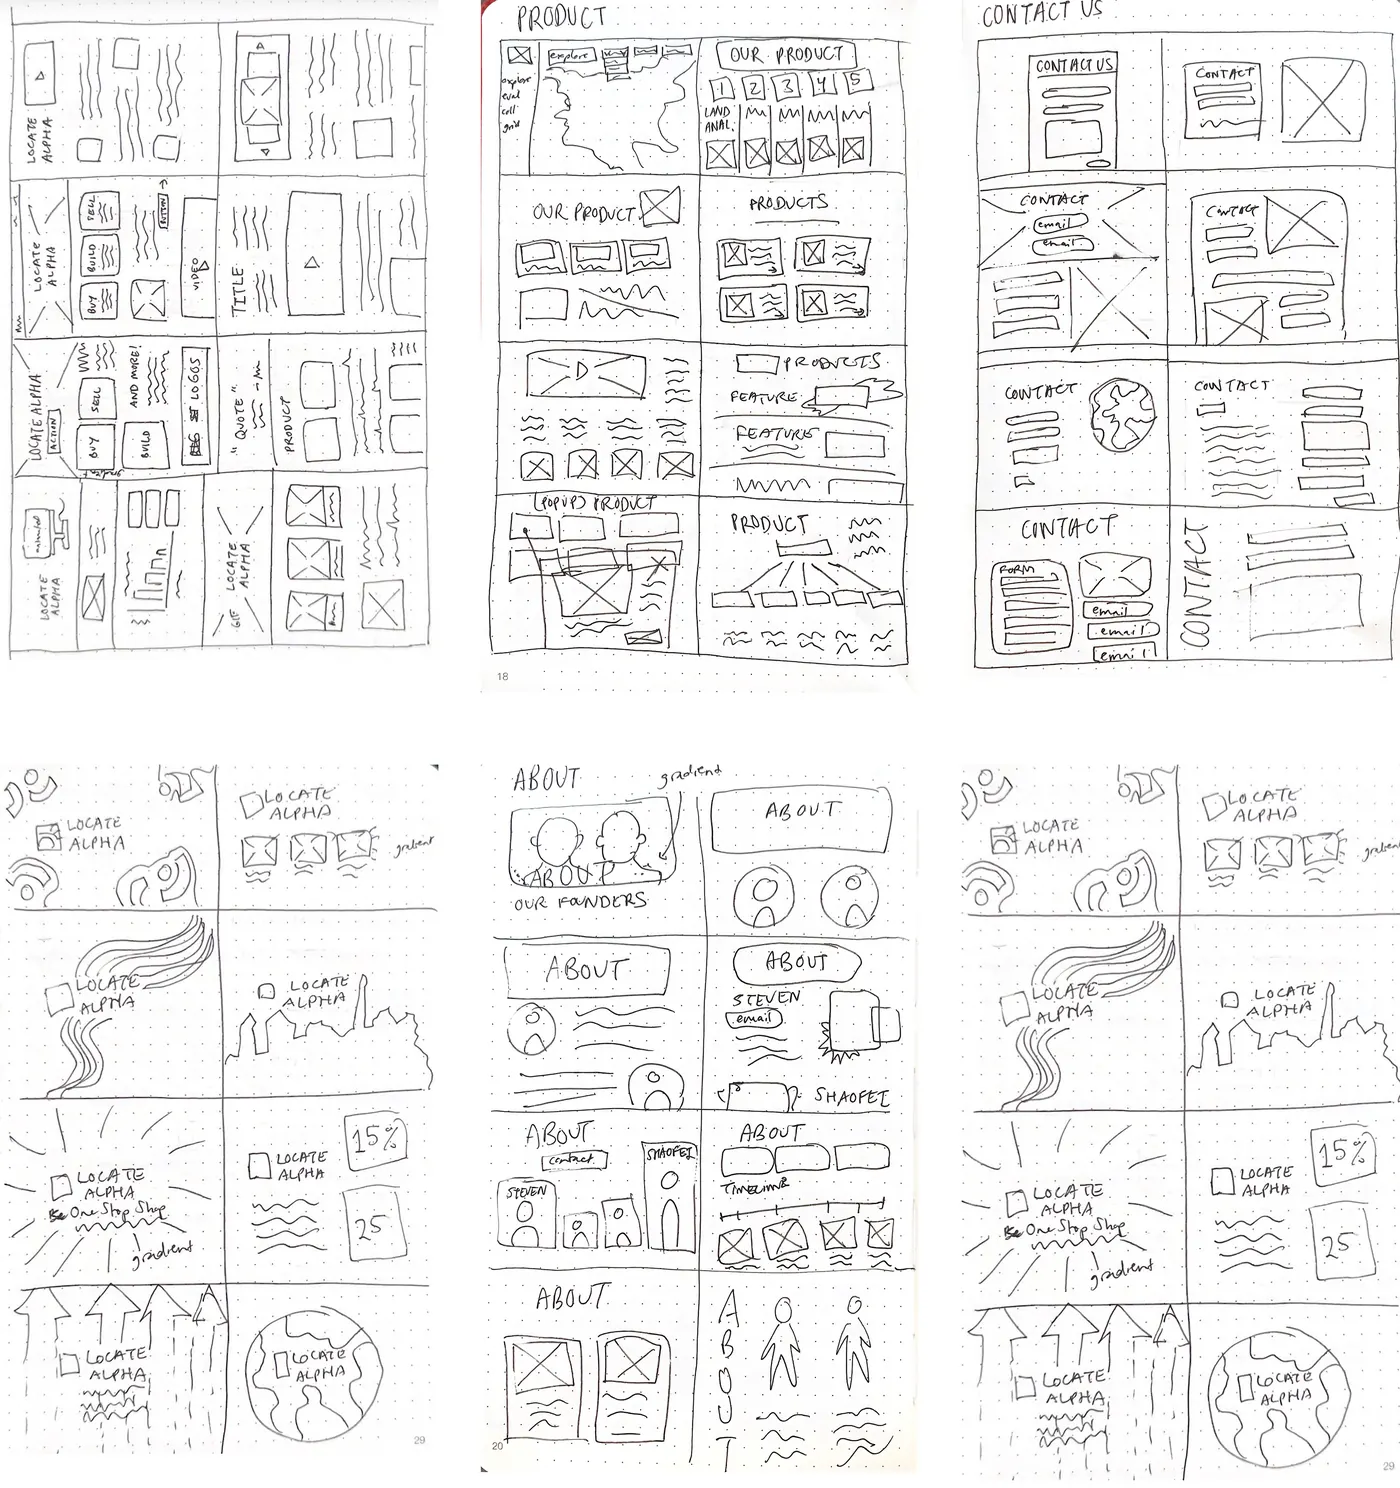 LOCATE
ALPHA
LOCATE
ALPHA
BUY
BUILD
SELL
BUTTON
VIDEO
TITLE
LOCATE ALPHA
ACTION
BUY
SELL
BUILD
AND MORE!
LOGOS
gradient
"QUOTE"
PRODUCT
LOCATE
ALPHA
GIF
LOCATE
ALPHA
PRODUCT
explore
explore
eval
coll
grid
OUR PRODUCT
1 2 3 4 5
LAND
ANAL.
OUR PRODUCT
PRODUCTS
PRODUCTS
FEATURE
FEATURE
(POPUP) PRODUCT
PRODUCT
18
CONTACT US
CONTACT US
CONTACT
CONTACT
email
email
CONTACT
CONTACT
CONTACT
CONTACT
FORM
email
email
email
CONTACT
LOCATE
ALPHA
LOCATE
ALPHA
gradient
LOCATE
ALPHA
LOCATE
ALPHA
LOCATE
ALPHA
One Stop Shop
gradient
LOCATE
ALPHA
15%
25
LOCATE
ALPHA
LOCATE
ALPHA
29
ABOUT
gradient
ABOUT
OUR FOUNDERS
ABOUT
ABOUT
ABOUT
STEVEN
email
SHAOFEI
ABOUT
contact
STEVEN
SHAOFEI
ABOUT
TIMELINE
ABOUT
ABOUT
20
LOCATE
ALPHA
LOCATE
ALPHA
gradient
LOCATE
ALPHA
LOCATE
ALPHA
LOCATE
ALPHA
One Stop Shop
gradient
LOCATE
ALPHA
15%
25
LOCATE
ALPHA
LOCATE
ALPHA
29